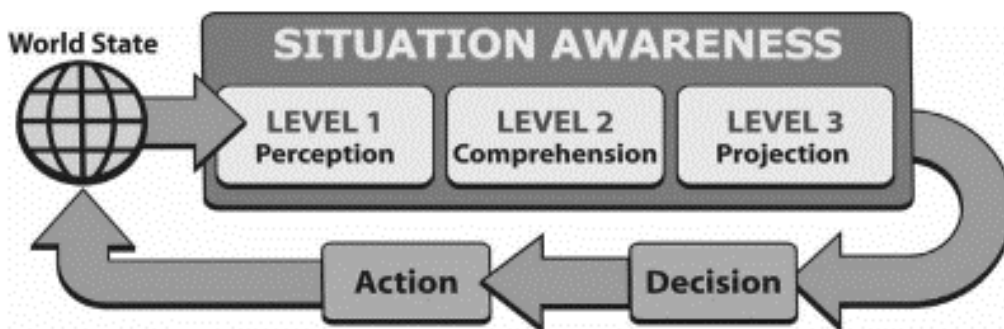 World State
SITUATION AWARENESS
LEVEL 1
Perception
LEVEL 2
Comprehension
LEVEL 3
Projection
Action
Decision